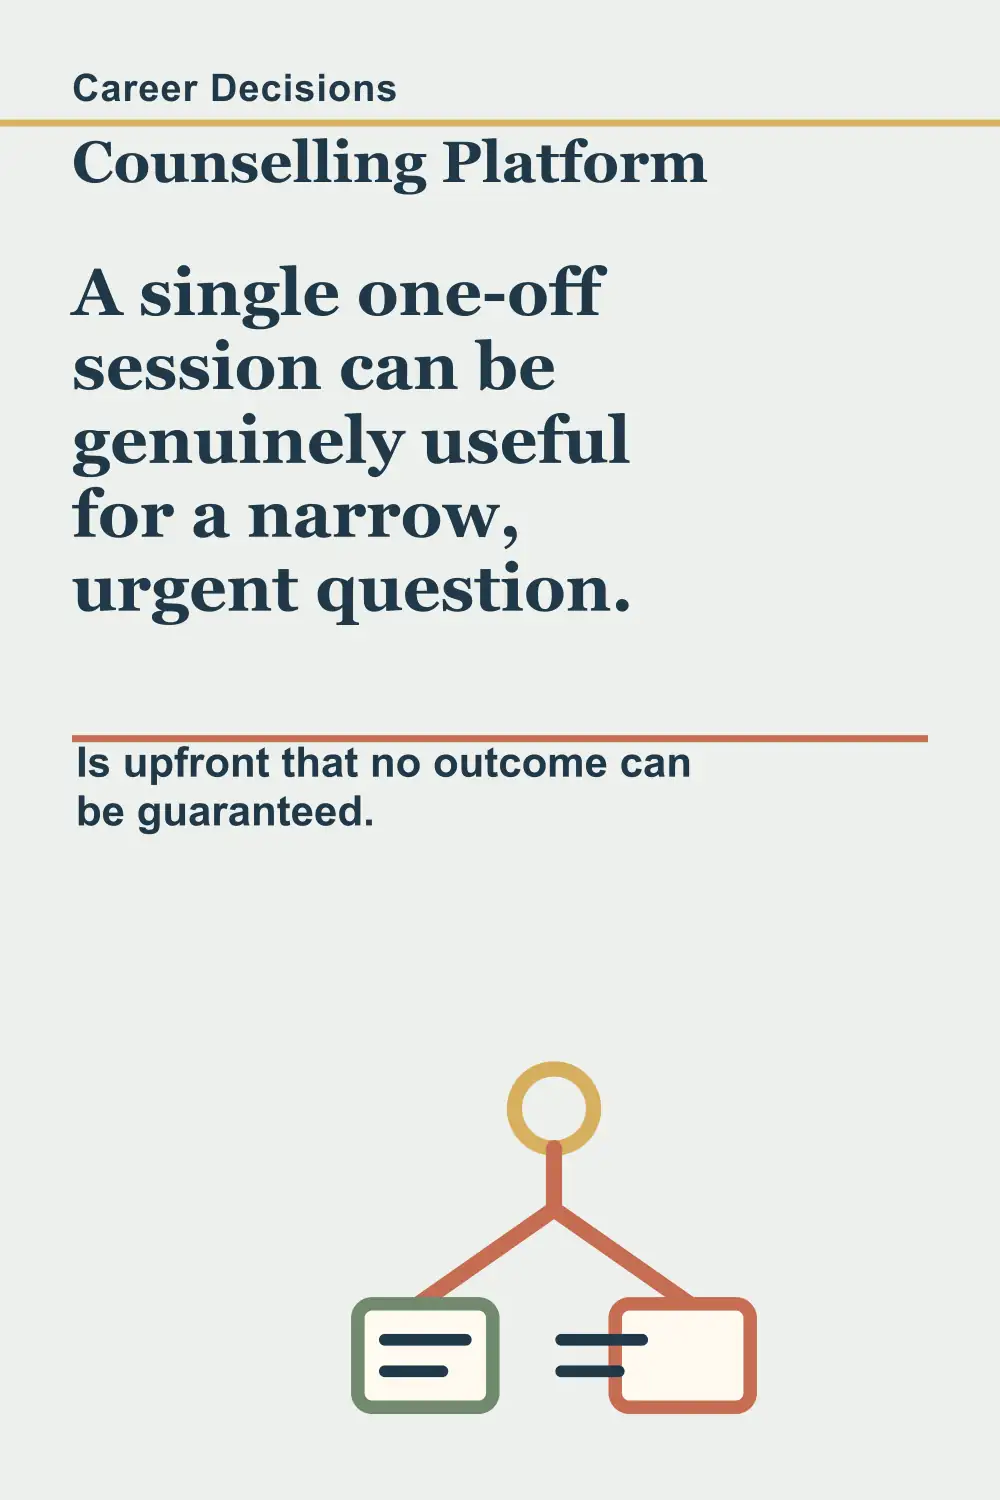 Career Decisions
Counselling Platform
A single one-off
session can be
genuinely useful
for a narrow,
urgent question.
Is upfront that no outcome can
be guaranteed.